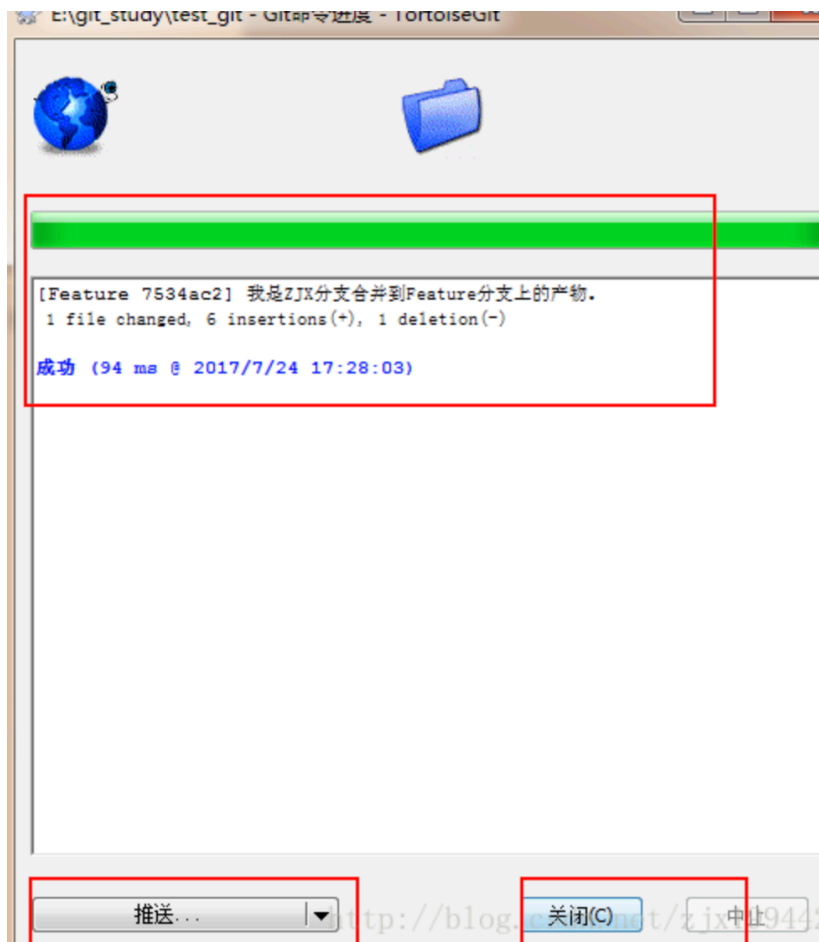 E:\git_study\test_git - Git命令进度 - TortoiseGit
[Feature 7534ac2] 我是ZJX分支合并到Feature分支上的产物.
1 file changed, 6 insertions(+), 1 deletion(-)
成功 (94 ms @ 2017/7/24 17:28:03)
推送...
关闭(C)
中止